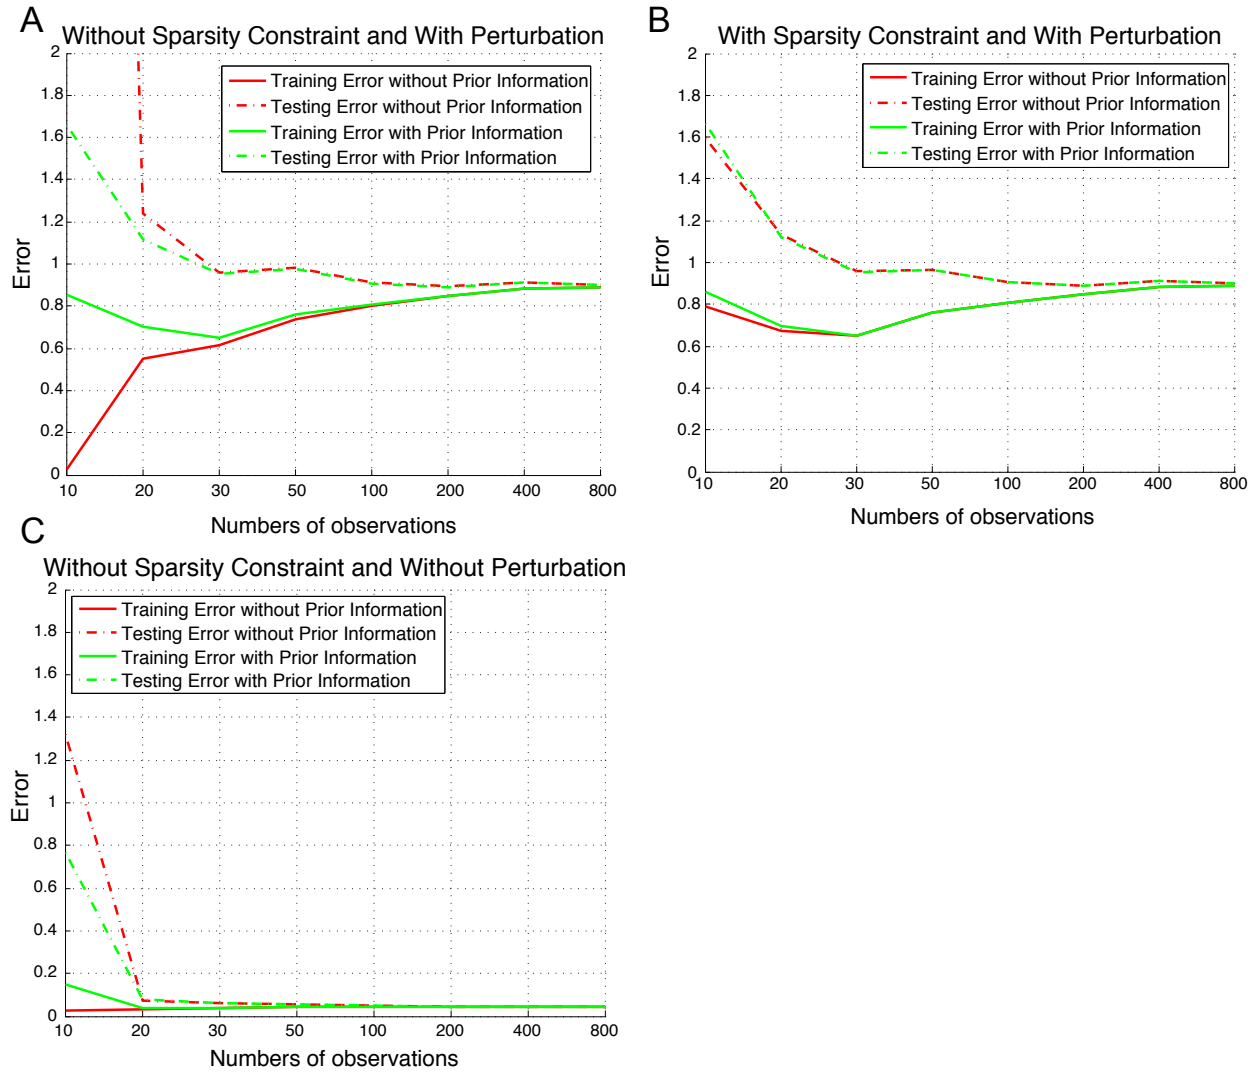 A
Without Sparsity Constraint and With Perturbation
2
1.8
1.6
1.4
1.2
1
0.8
0.6
0.4
0.2
0
Error
Training Error without Prior Information
Testing Error without Prior Information
Training Error with Prior Information
Testing Error with Prior Information
10 20 30 50 100 200 400 800
Numbers of observations
B
With Sparsity Constraint and With Perturbation
2
1.8
1.6
1.4
1.2
1
0.8
0.6
0.4
0.2
0
Error
Training Error without Prior Information
Testing Error without Prior Information
Training Error with Prior Information
Testing Error with Prior Information
10 20 30 50 100 200 400 800
Numbers of observations
C
Without Sparsity Constraint and Without Perturbation
2
1.8
1.6
1.4
1.2
1
0.8
0.6
0.4
0.2
0
Error
Training Error without Prior Information
Testing Error without Prior Information
Training Error with Prior Information
Testing Error with Prior Information
10 20 30 50 100 200 400 800
Numbers of observations